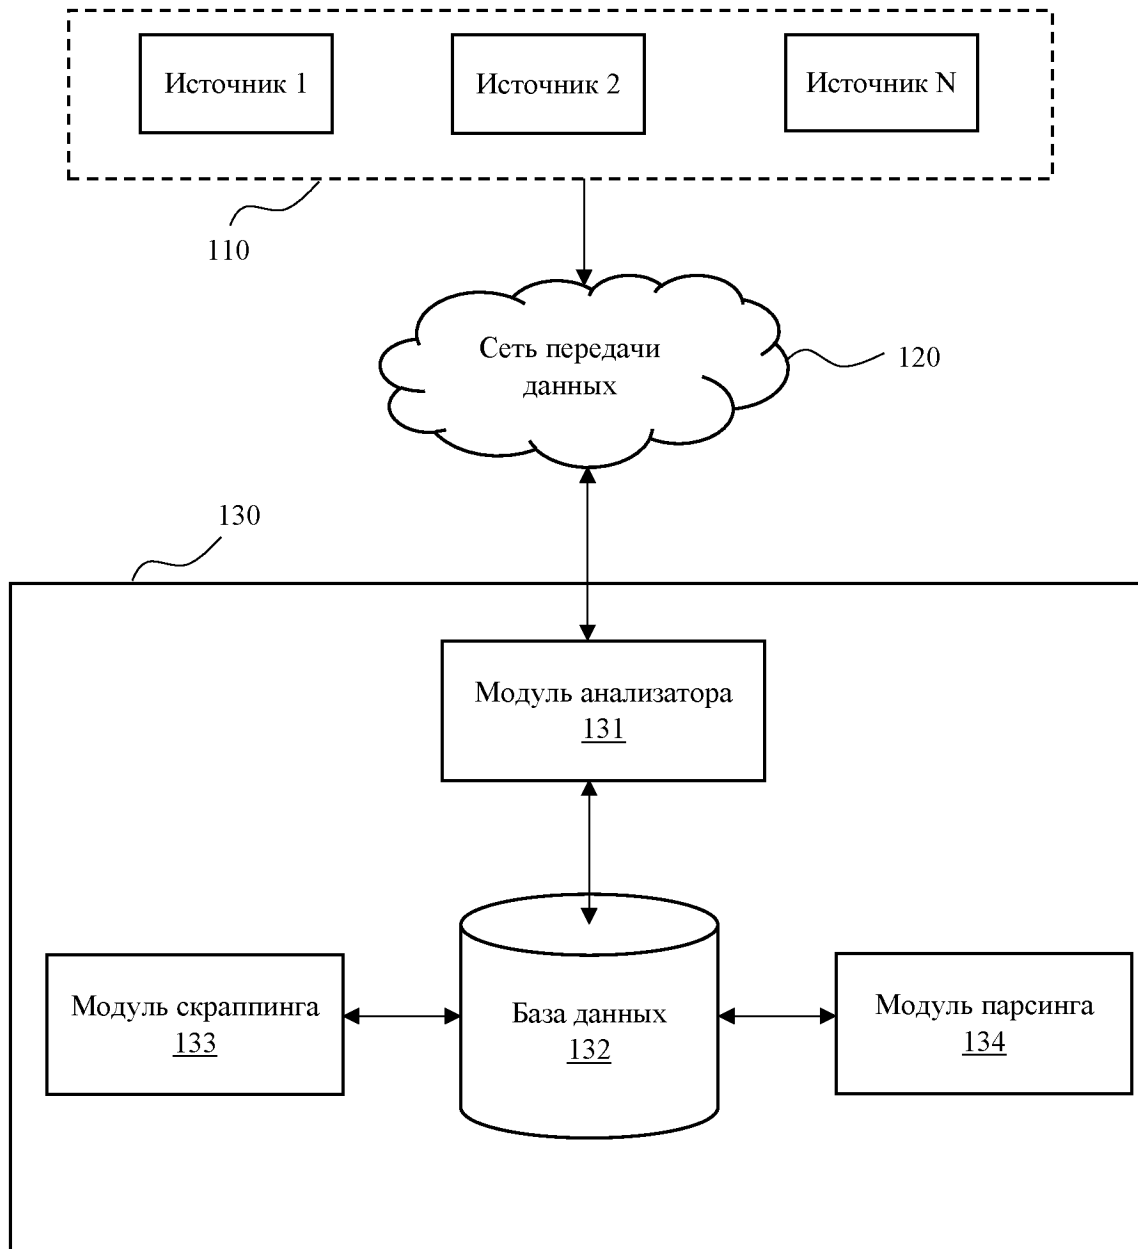 Источник 1
Источник 2
Источник N
110
Сеть передачи
данных
120
130
Модуль анализатора
131
Модуль скраппинга
133
База данных
132
Модуль парсинга
134